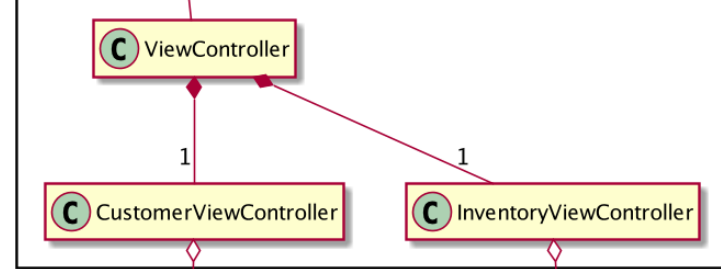 C ViewController
1
1
C CustomerViewController
C InventoryViewController